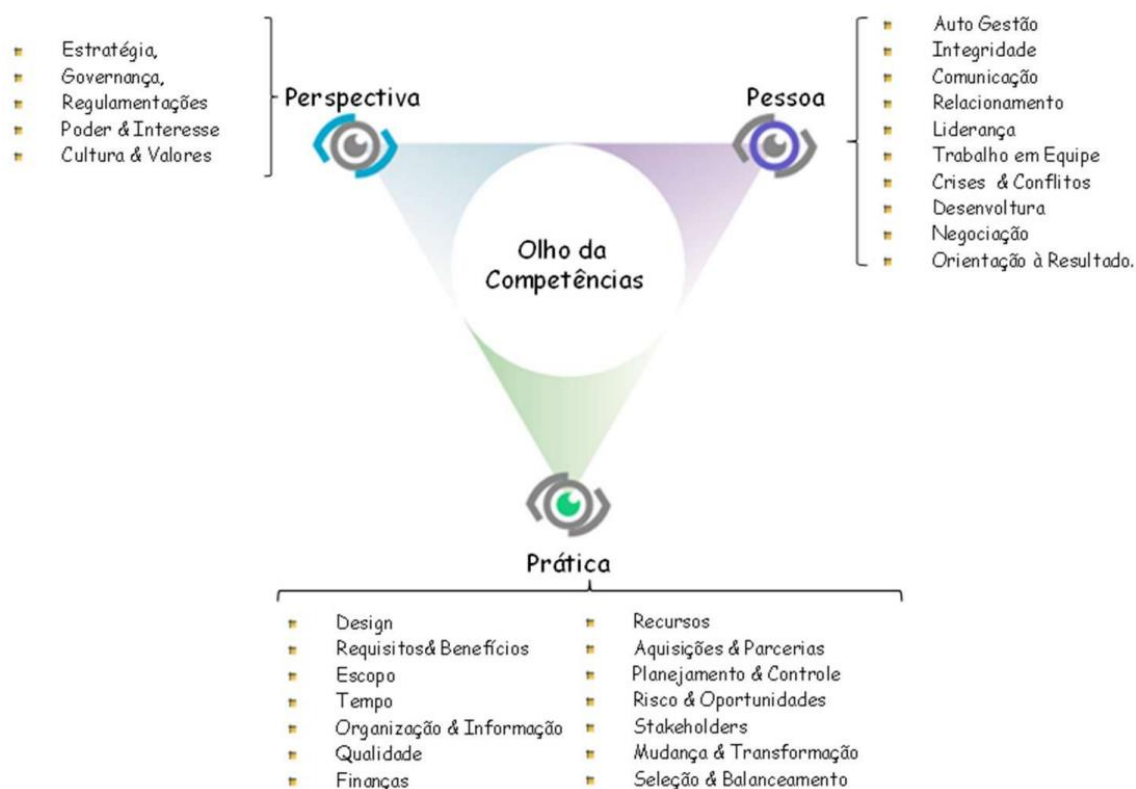 Estratégia,
Governança,
Regulamentações
Poder & Interesse
Cultura & Valores
Perspectiva
Pessoa
Auto Gestão
Integridade
Comunicação
Relacionamento
Liderança
Trabalho em Equipe
Crises & Conflitos
Desenvoltura
Negociação
Orientação à Resultado.
Olho da
Competências
Prática
Design
Requisitos& Benefícios
Escopo
Tempo
Organização & Informação
Qualidade
Finanças
Recursos
Aquisições & Parcerias
Planejamento & Controle
Risco & Oportunidades
Stakeholders
Mudança & Transformação
Seleção & Balanceamento